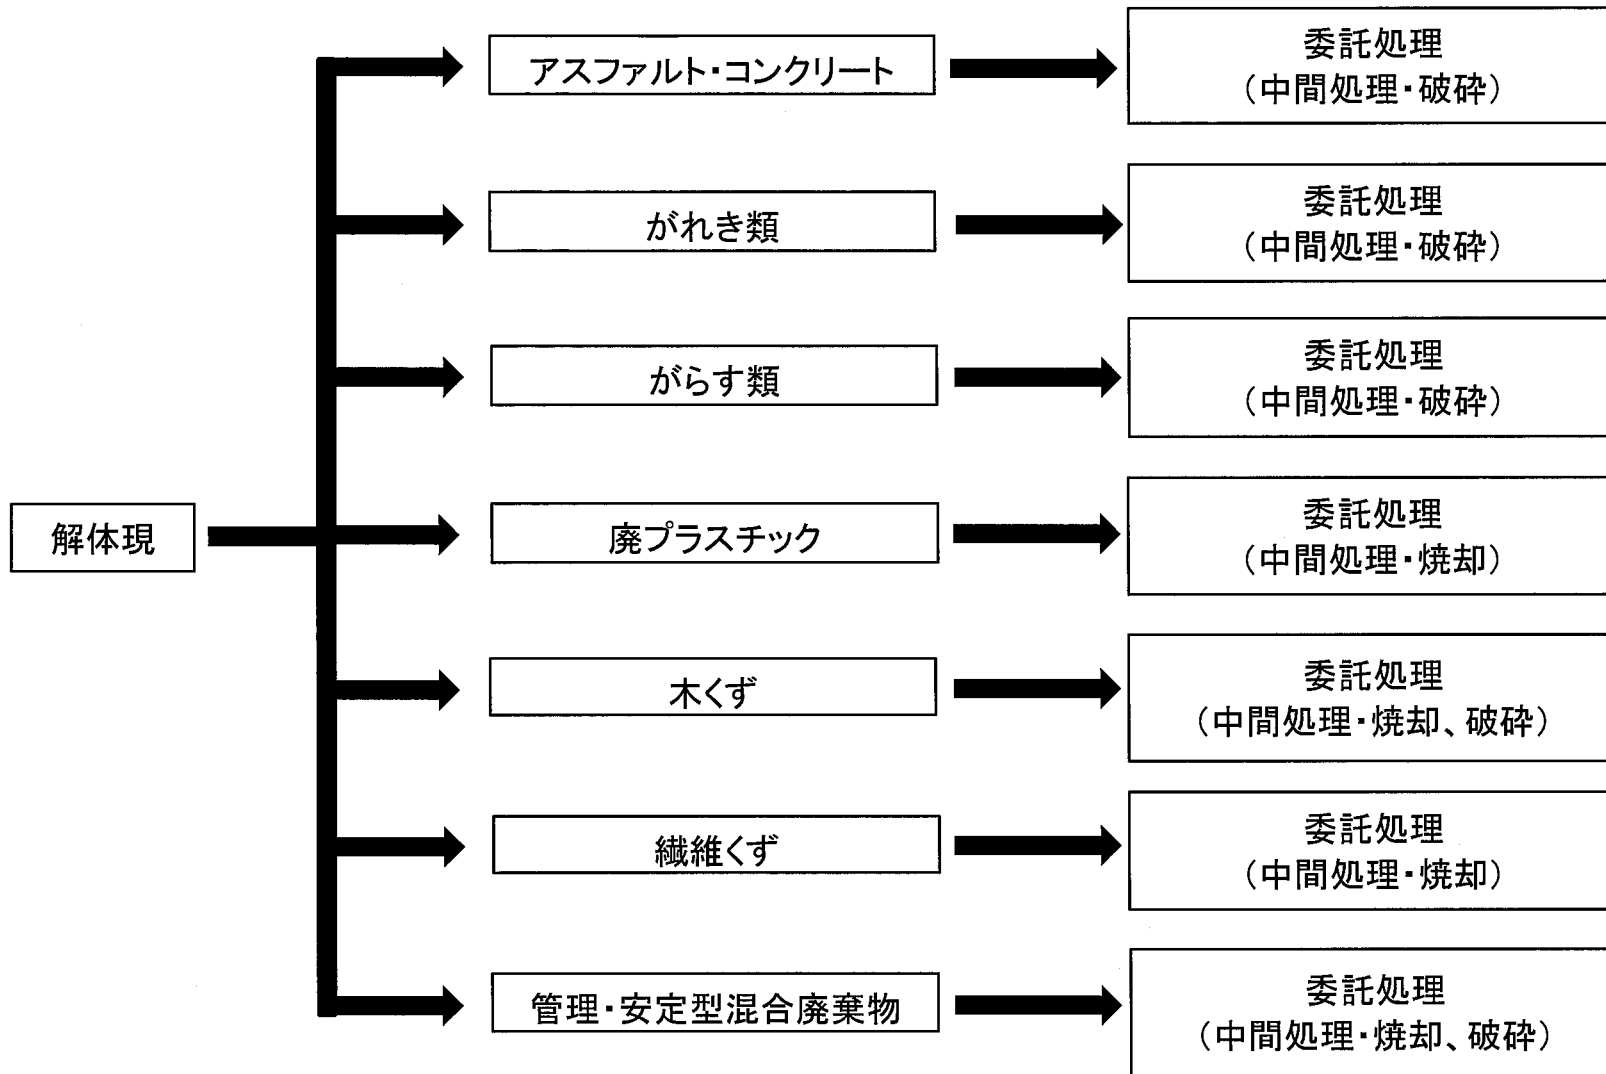 アスファルト・コンクリート
委託処理
（中間処理・破砕）
がれき類
委託処理
（中間処理・破砕）
がらす類
委託処理
（中間処理・破砕）
解体現
廃プラスチック
委託処理
（中間処理・焼却）
木くず
委託処理
（中間処理・焼却、破砕）
繊維くず
委託処理
（中間処理・焼却）
管理・安定型混合廃棄物
委託処理
（中間処理・焼却、破砕）